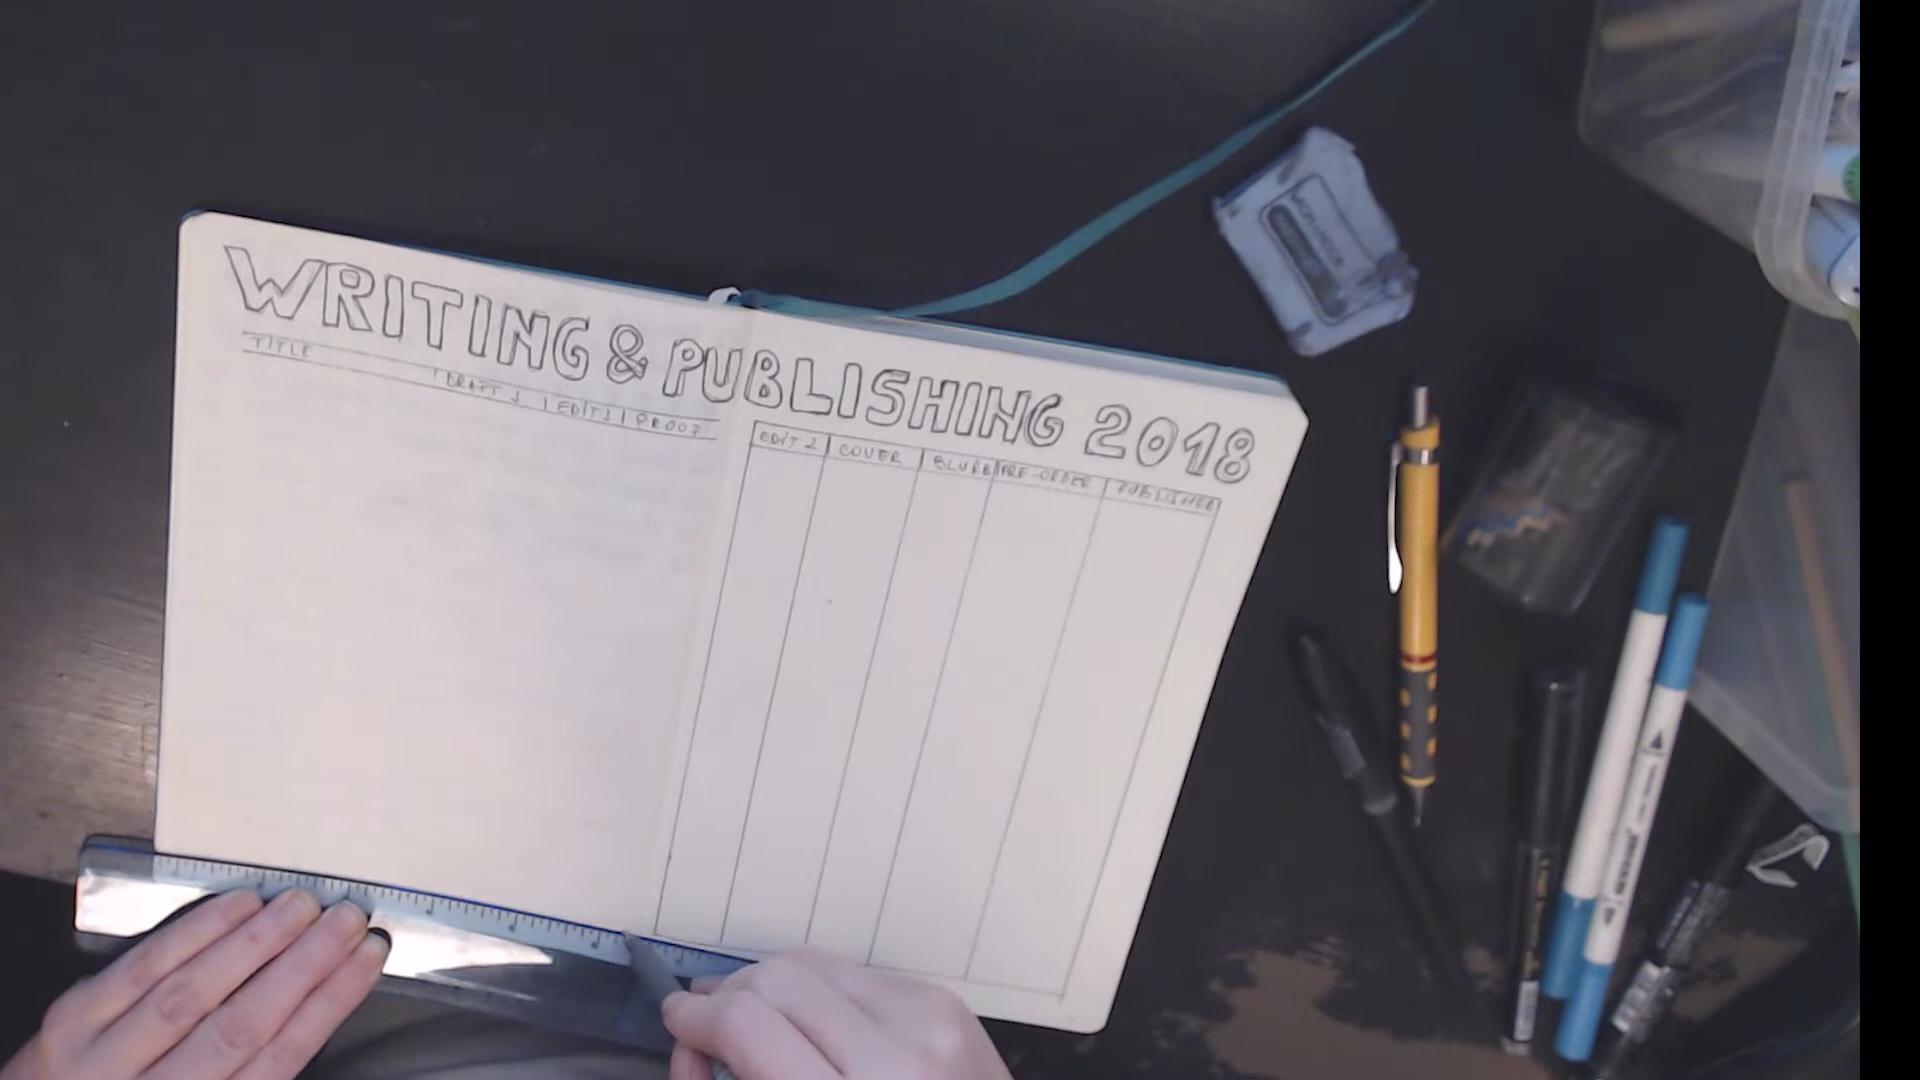 WRITING & PUBLISHING 2018
TITLE | DRAFT 1 | EDIT 1 | PROOF
EDIT 2 | COVER | BLURB | PRE-ORDER | PUBLISHED